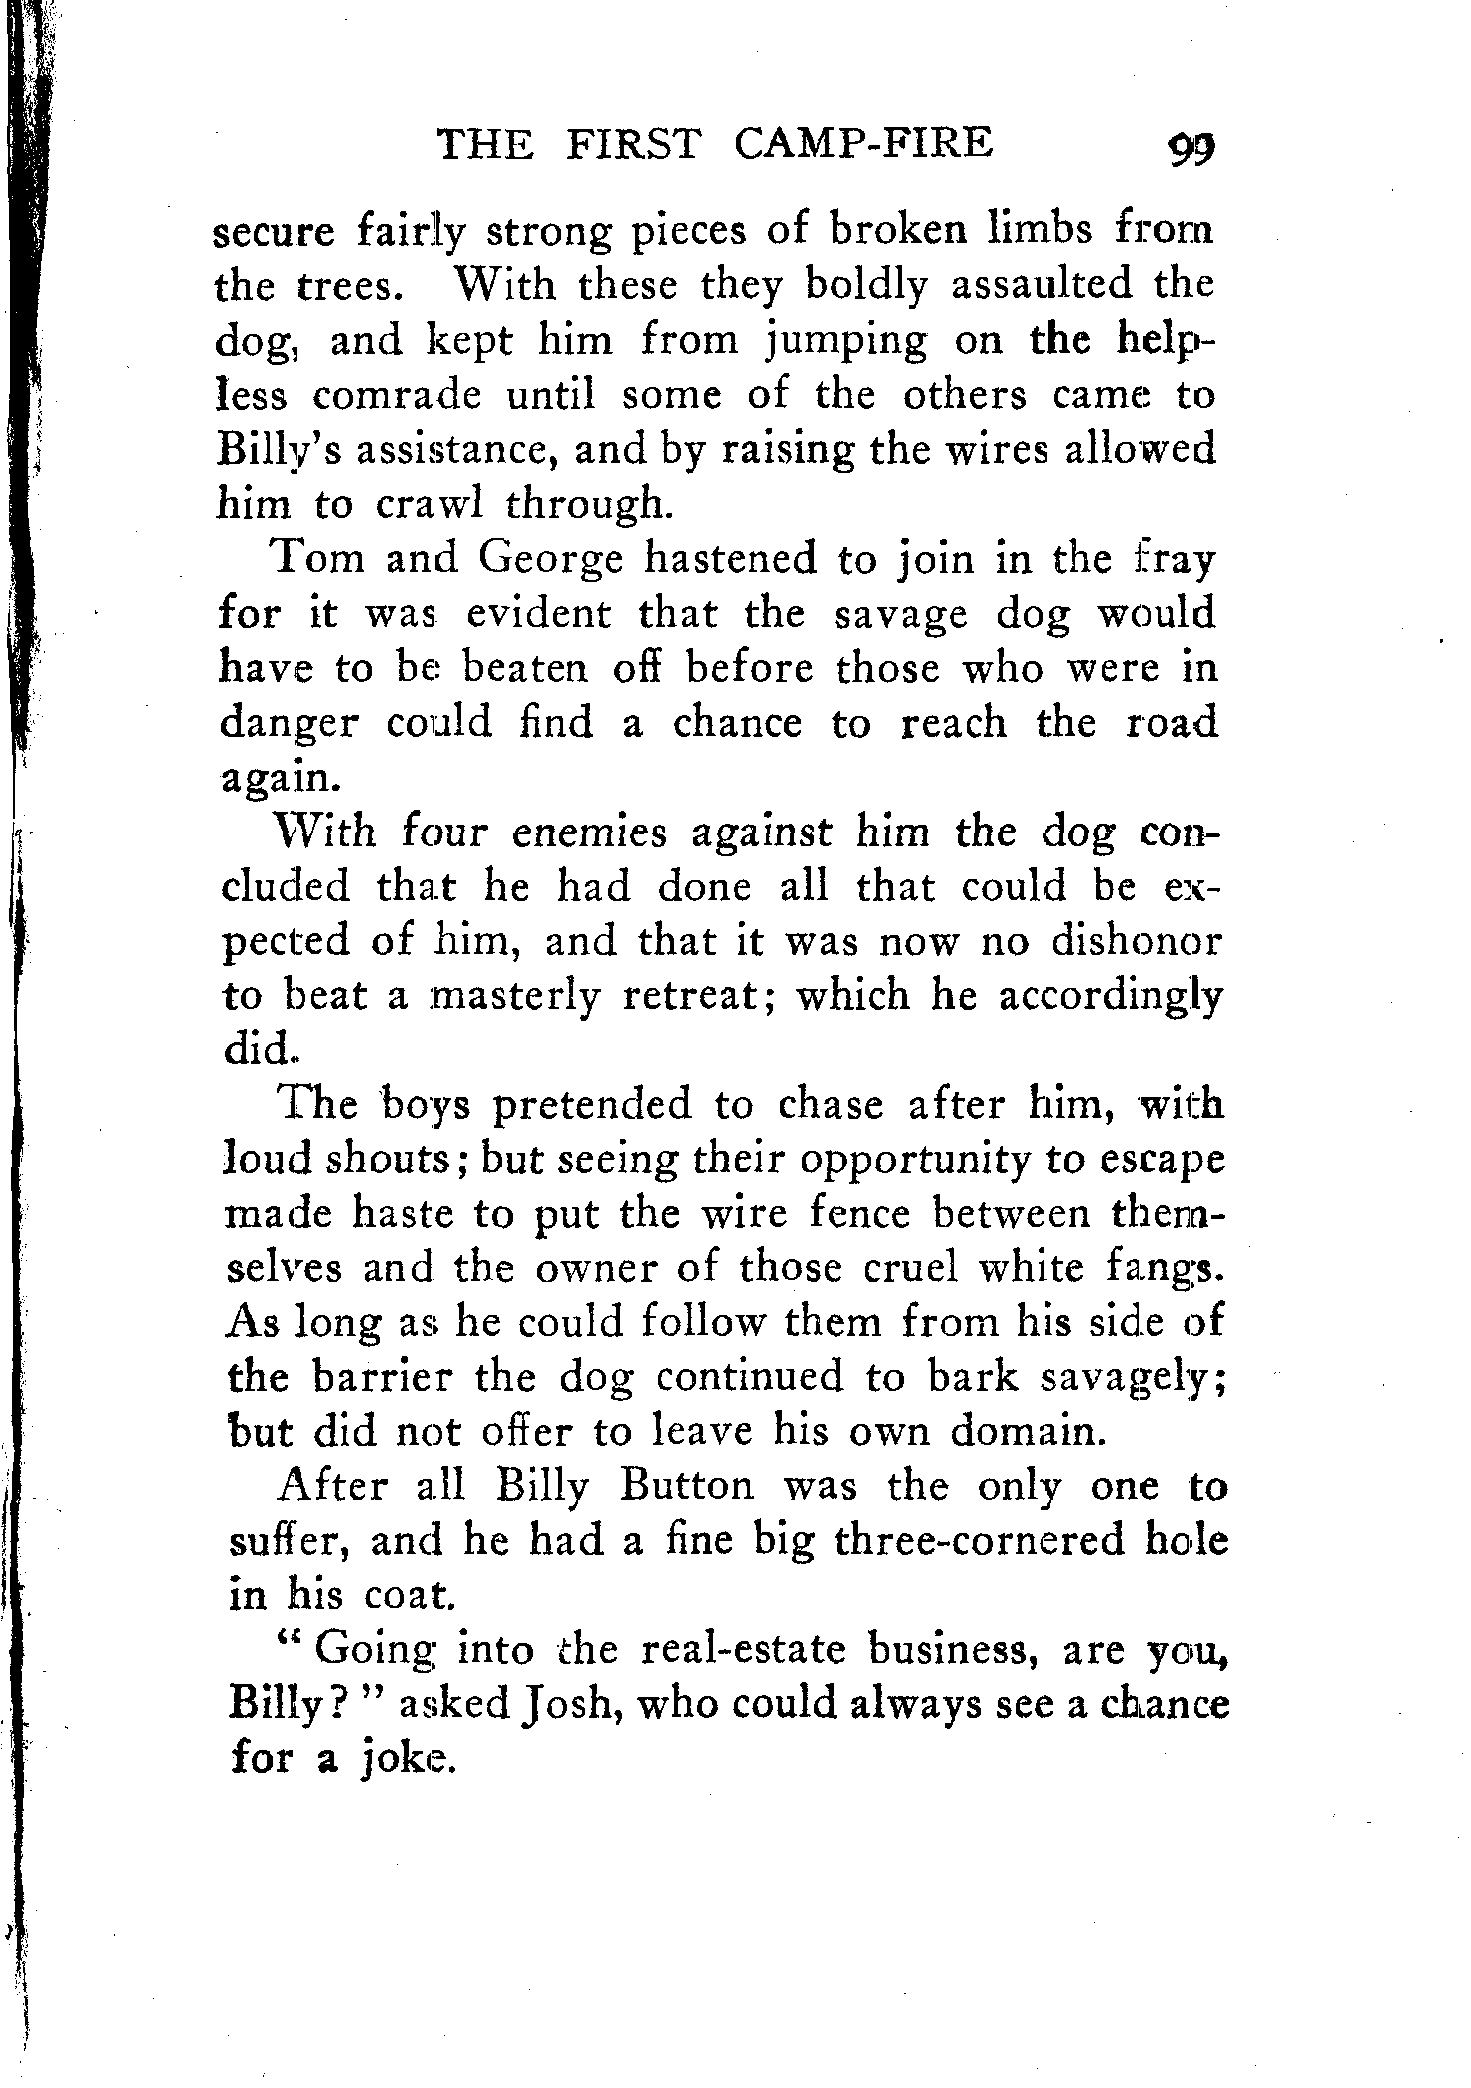 THE FIRST CAMP-FIRE 99
secure fairly strong pieces of broken limbs from
the trees. With these they boldly assaulted the
dog, and kept him from jumping on the help-
less comrade until some of the others came to
Billy's assistance, and by raising the wires allowed
him to crawl through.
Tom and George hastened to join in the fray
for it was evident that the savage dog would
have to be beaten off before those who were in
danger could find a chance to reach the road
again.
With four enemies against him the dog con-
cluded that he had done all that could be ex-
pected of him, and that it was now no dishonor
to beat a masterly retreat; which he accordingly
did.
The boys pretended to chase after him, with
loud shouts; but seeing their opportunity to escape
made haste to put the wire fence between them-
selves and the owner of those cruel white fangs.
As long as he could follow them from his side of
the barrier the dog continued to bark savagely;
but did not offer to leave his own domain.
After all Billy Button was the only one to
suffer, and he had a fine big three-cornered hole
in his coat.
" Going into the real-estate business, are you,
Billy? " asked Josh, who could always see a chance
for a joke.